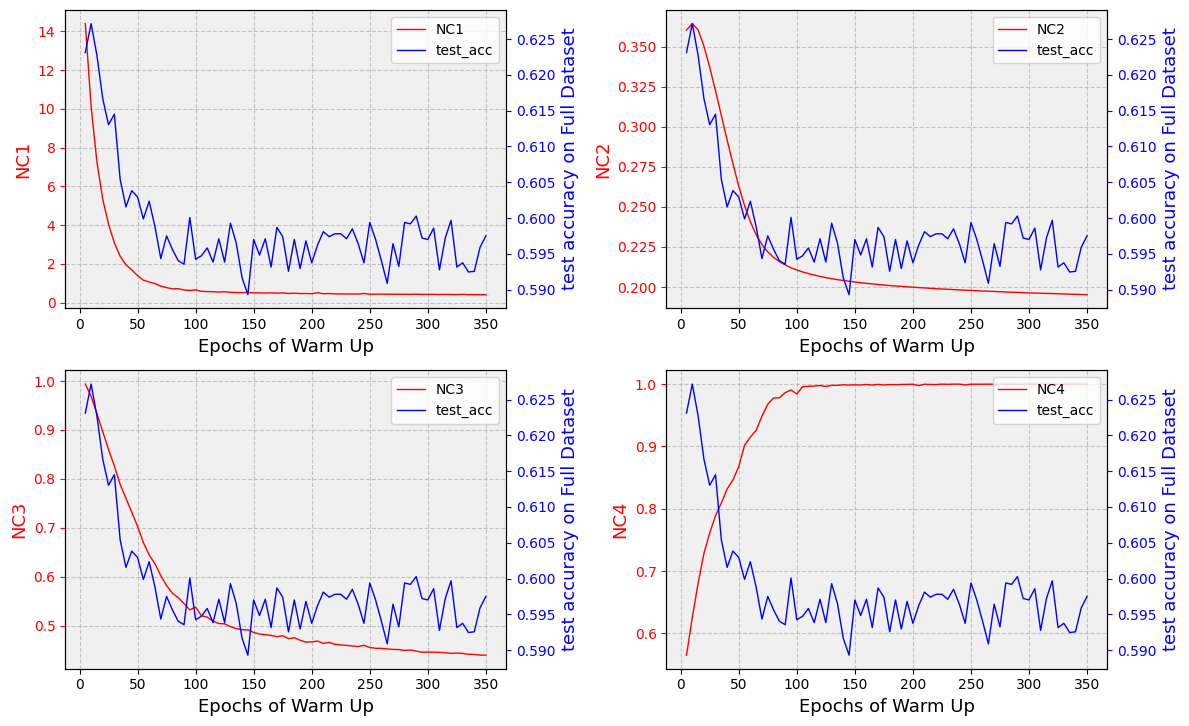 NC1
test_acc
14
12
10
8
6
4
2
0
NC1
0.625
0.620
0.615
0.610
0.605
0.600
0.595
0.590
test accuracy on Full Dataset
0 50 100 150 200 250 300 350
Epochs of Warm Up
NC2
test_acc
0.350
0.325
0.300
0.275
0.250
0.225
0.200
NC2
0.625
0.620
0.615
0.610
0.605
0.600
0.595
0.590
test accuracy on Full Dataset
0 50 100 150 200 250 300 350
Epochs of Warm Up
NC3
test_acc
1.0
0.9
0.8
0.7
0.6
0.5
NC3
0.625
0.620
0.615
0.610
0.605
0.600
0.595
0.590
test accuracy on Full Dataset
0 50 100 150 200 250 300 350
Epochs of Warm Up
NC4
test_acc
1.0
0.9
0.8
0.7
0.6
NC4
0.625
0.620
0.615
0.610
0.605
0.600
0.595
0.590
test accuracy on Full Dataset
0 50 100 150 200 250 300 350
Epochs of Warm Up